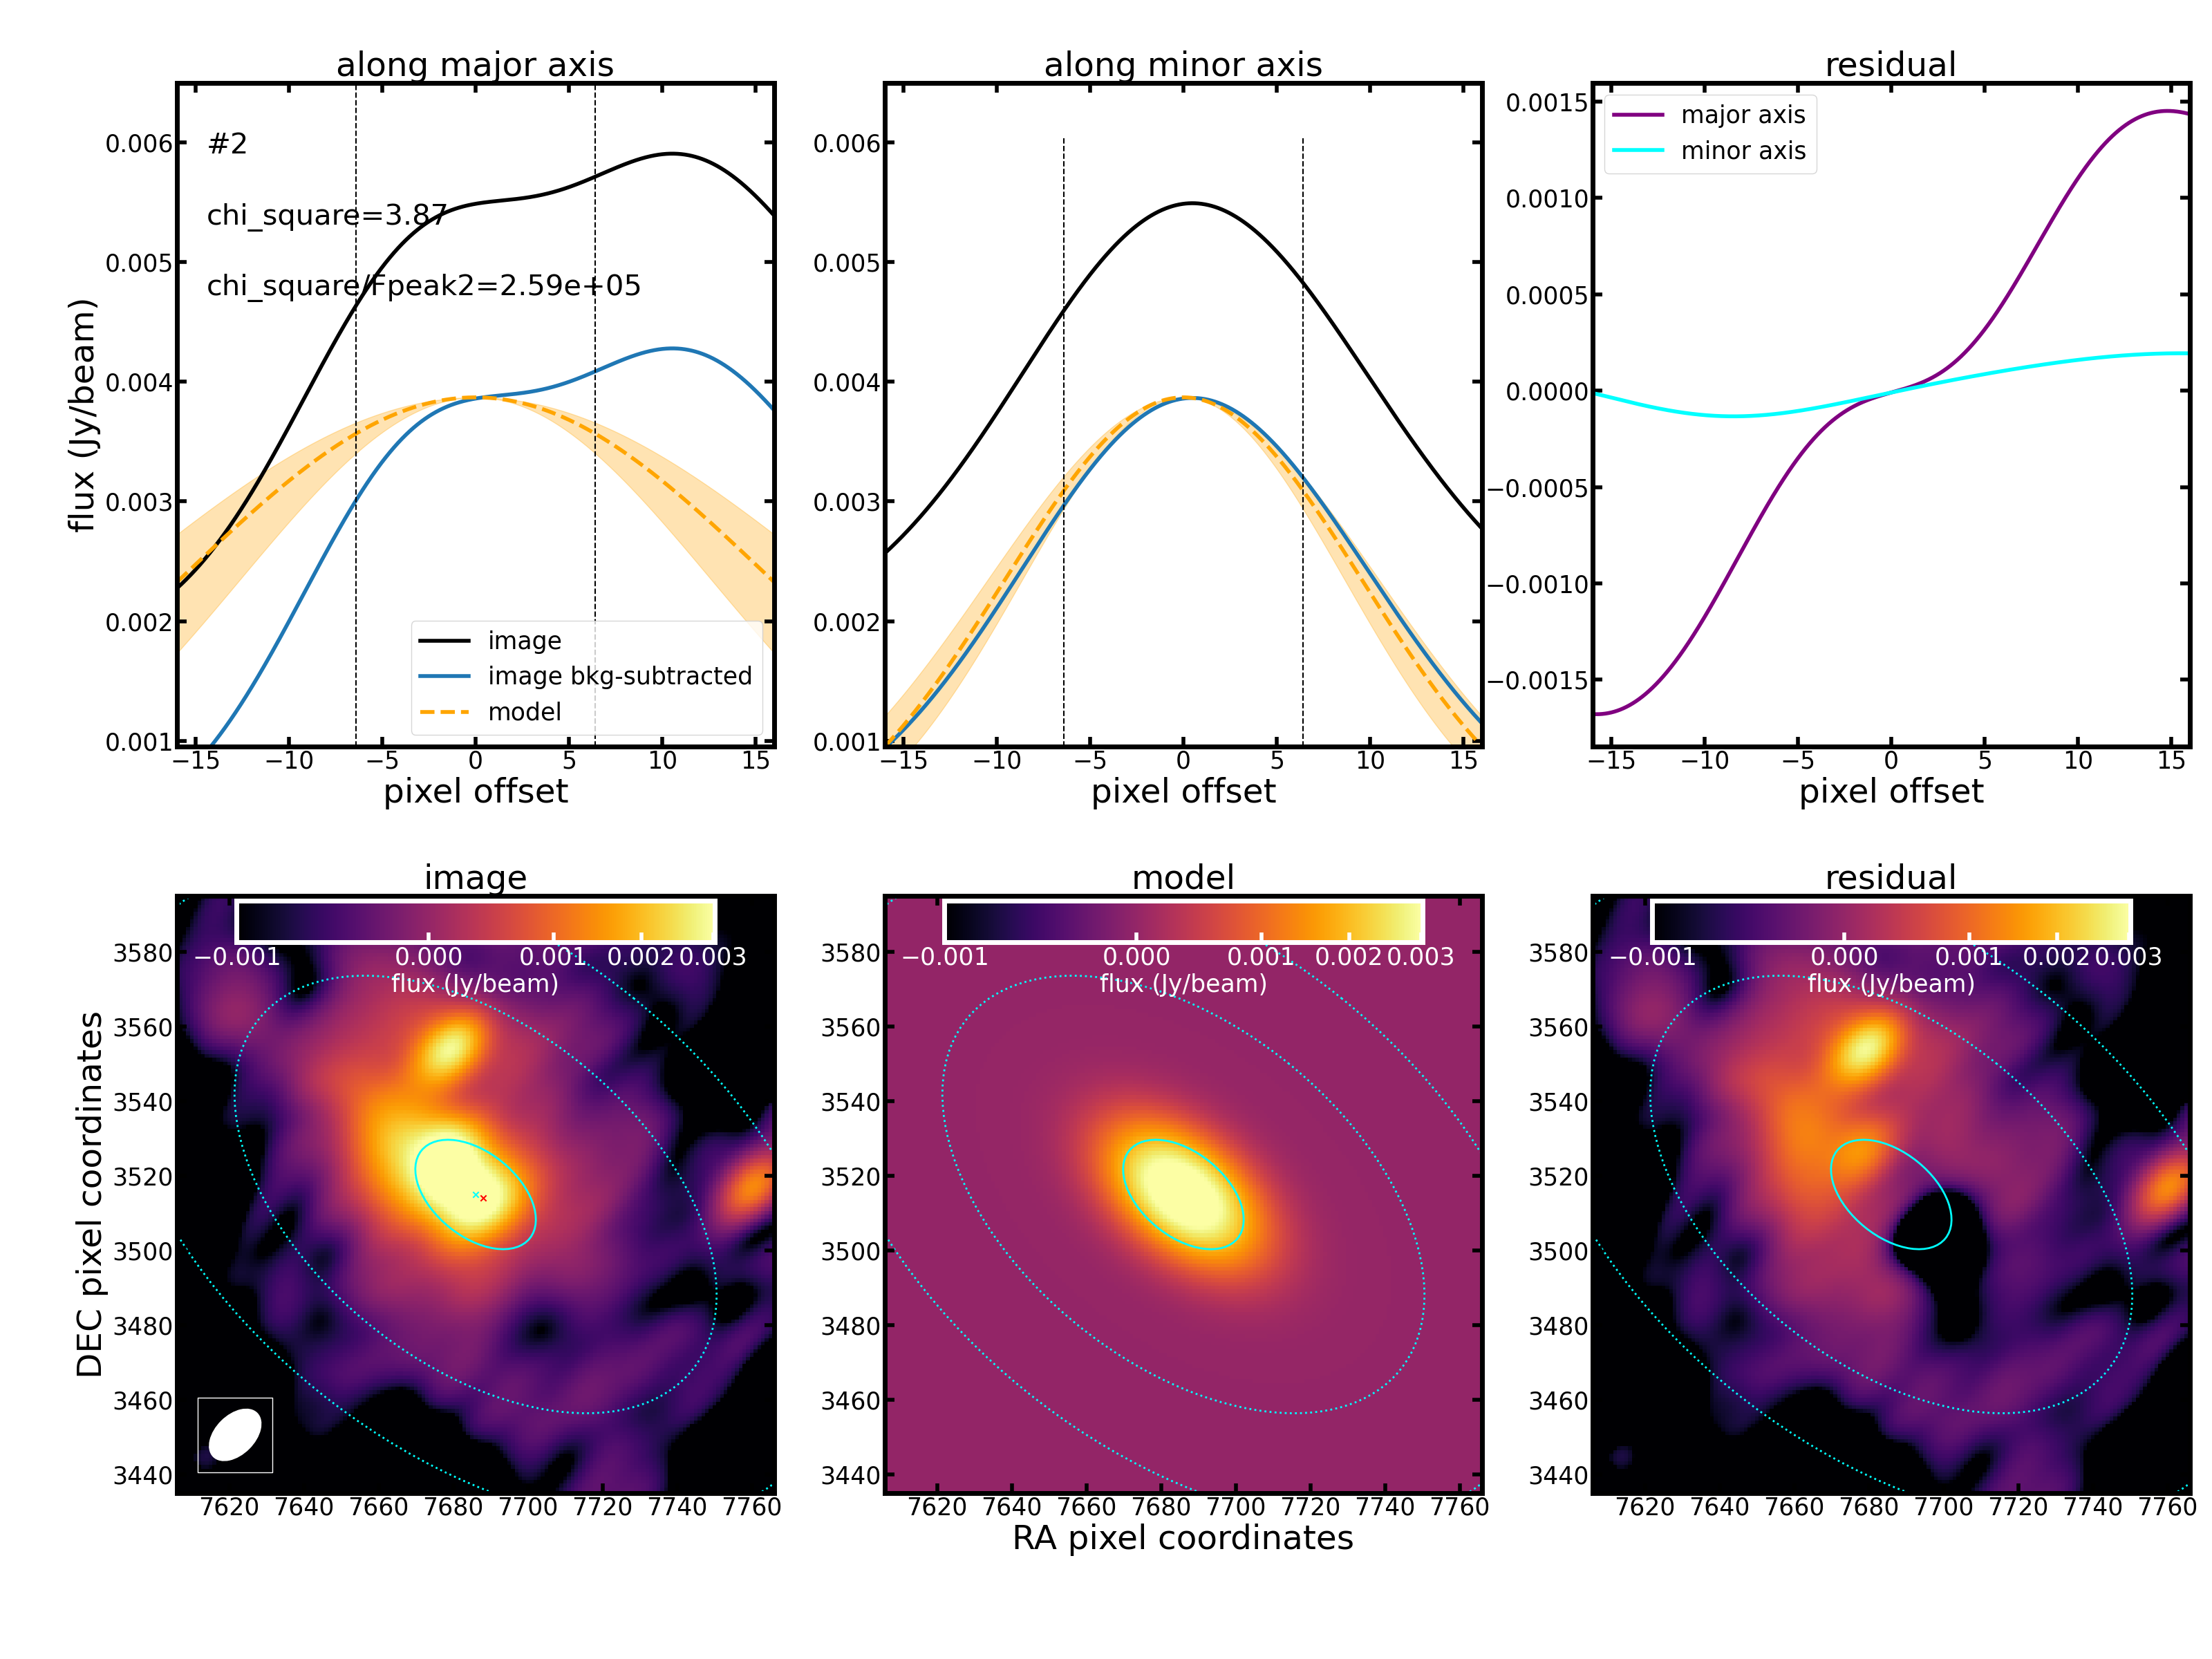 along major axis
along minor axis
residual
#2
chi_square=3.87
chi_square/Fpeak2=2.59e+05
0.006
0.005
0.004
0.003
0.002
0.001
flux (Jy/beam)
image
image bkg-subtracted
model
−15 −10 −5 0 5 10 15
pixel offset
0.006
0.005
0.004
0.003
0.002
0.001
−15 −10 −5 0 5 10 15
pixel offset
major axis
minor axis
0.0015
0.0010
0.0005
0.0000
−0.0005
−0.0010
−0.0015
−15 −10 −5 0 5 10 15
pixel offset
image
−0.001 0.000 0.001 0.002 0.003
flux (Jy/beam)
3580
3560
3540
3520
3500
3480
3460
3440
DEC pixel coordinates
7620 7640 7660 7680 7700 7720 7740 7760
model
−0.001 0.000 0.001 0.002 0.003
flux (Jy/beam)
3580
3560
3540
3520
3500
3480
3460
3440
7620 7640 7660 7680 7700 7720 7740 7760
RA pixel coordinates
residual
−0.001 0.000 0.001 0.002 0.003
flux (Jy/beam)
3580
3560
3540
3520
3500
3480
3460
3440
7620 7640 7660 7680 7700 7720 7740 7760